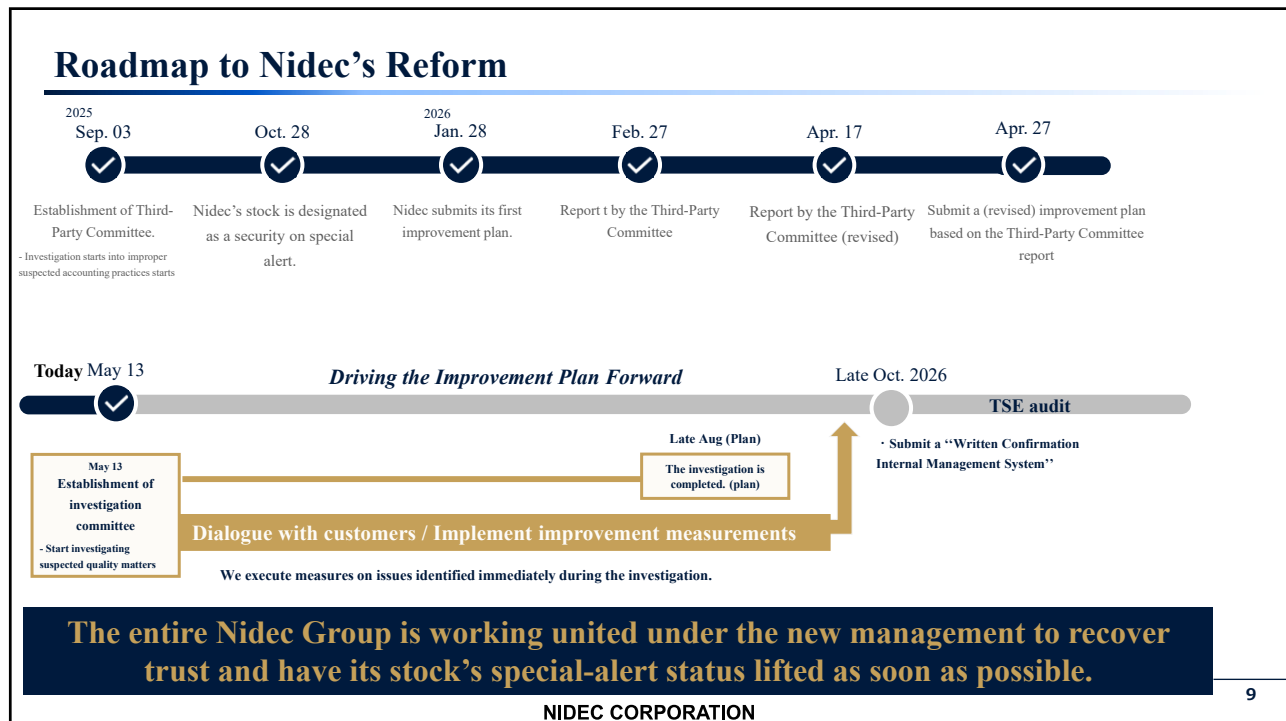 Roadmap to Nidec’s Reform
2025
Sep. 03
Oct. 28
2026
Jan. 28
Feb. 27
Apr. 17
Apr. 27
Establishment of Third-
Party Committee.
- Investigation starts into improper
suspected accounting practices starts
Nidec’s stock is designated
as a security on special
alert.
Nidec submits its first
improvement plan.
Report t by the Third-Party
Committee
Report by the Third-Party
Committee (revised)
Submit a (revised) improvement plan
based on the Third-Party Committee
report
Today May 13
Driving the Improvement Plan Forward
Late Oct. 2026
TSE audit
・Submit a ‘‘Written Confirmation
Internal Management System’’
May 13
Establishment of
investigation
committee
- Start investigating
suspected quality matters
Late Aug (Plan)
The investigation is
completed. (plan)
Dialogue with customers / Implement improvement measurements
We execute measures on issues identified immediately during the investigation.
The entire Nidec Group is working united under the new management to recover
trust and have its stock’s special-alert status lifted as soon as possible.
9
NIDEC CORPORATION